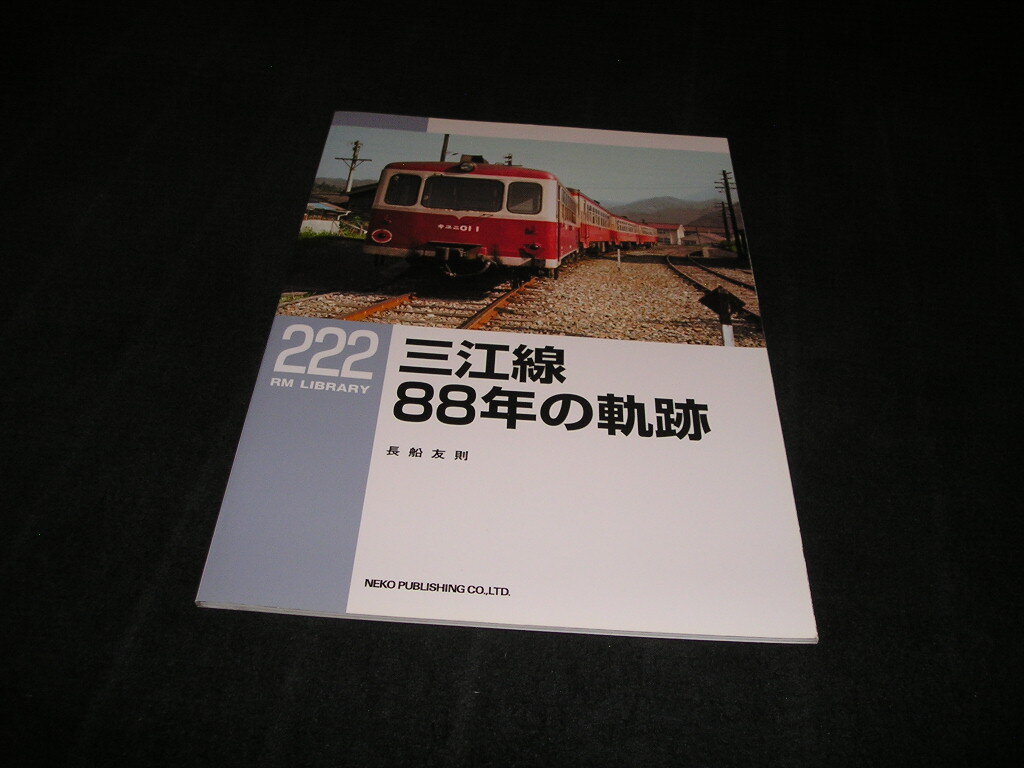 キユニ011
222
RM LIBRARY
三江線
88年の軌跡
長船友則
NEKO PUBLISHING CO.,LTD.